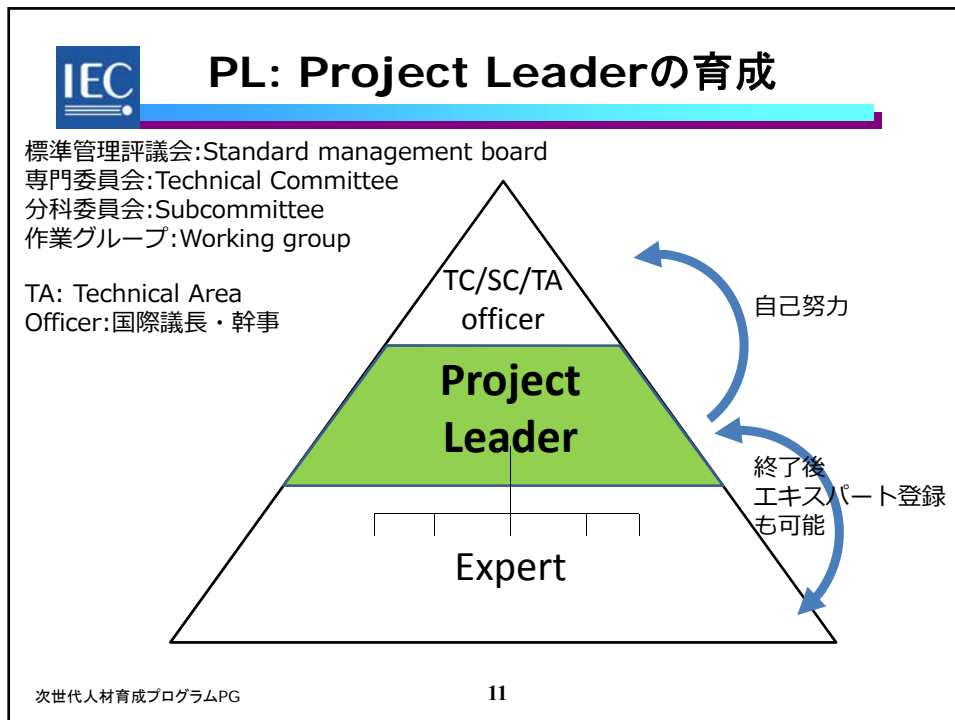 IEC
PL: Project Leaderの育成
標準管理評議会:Standard management board
専門委員会:Technical Committee
分科委員会:Subcommittee
作業グループ:Working group
TA: Technical Area
Officer:国際議長・幹事
TC/SC/TA
officer
自己努力
Project
Leader
終了後
エキスパート登録
も可能
Expert
次世代人材育成プログラムPG
11